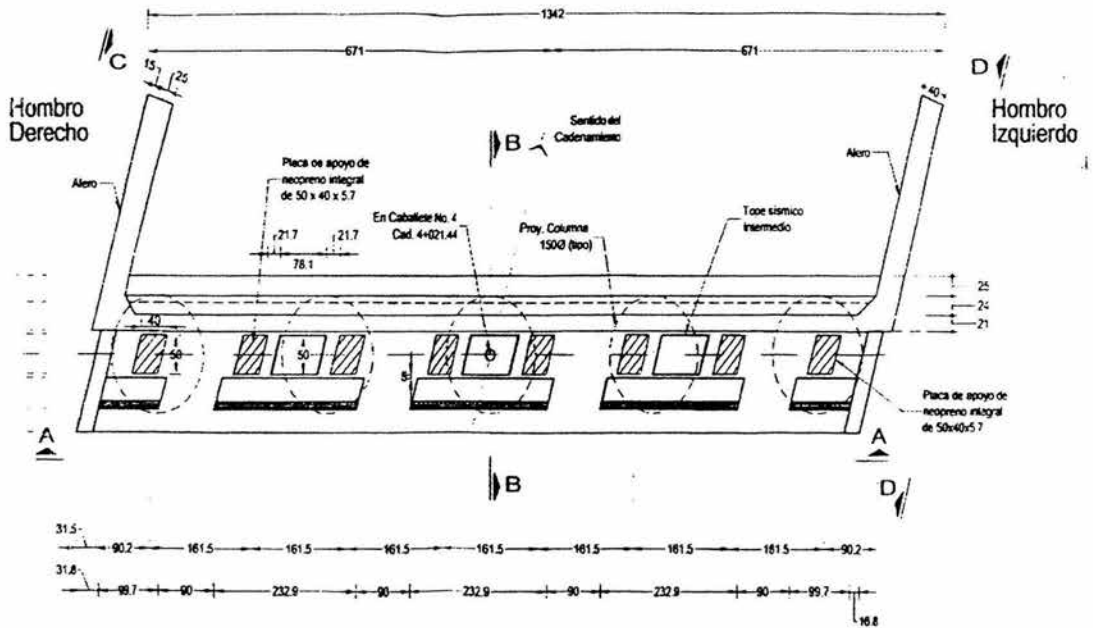 1342
671
671
C
D
15
25
40
Hombro
Derecho
Hombro
Izquierdo
Sentido del
Cadenamiento
B
Placa de apoyo de
neopreno integral
de 50 x 40 x 5.7
Alero
Alero
En Caballete No. 4
Cad. 4+021.44
Proy. Columna
150Ø (tipo)
Tope sísmico
Intermedio
21.7
21.7
78.1
25
24
21
40
50
50
Placa de apoyo de
neopreno integral
de 50x40x5.7
A
A
B
D
31.5
90.2
161.5
161.5
161.5
161.5
161.5
161.5
90.2
31.8
99.7
90
232.9
90
232.9
90
232.9
90
99.7
16.8